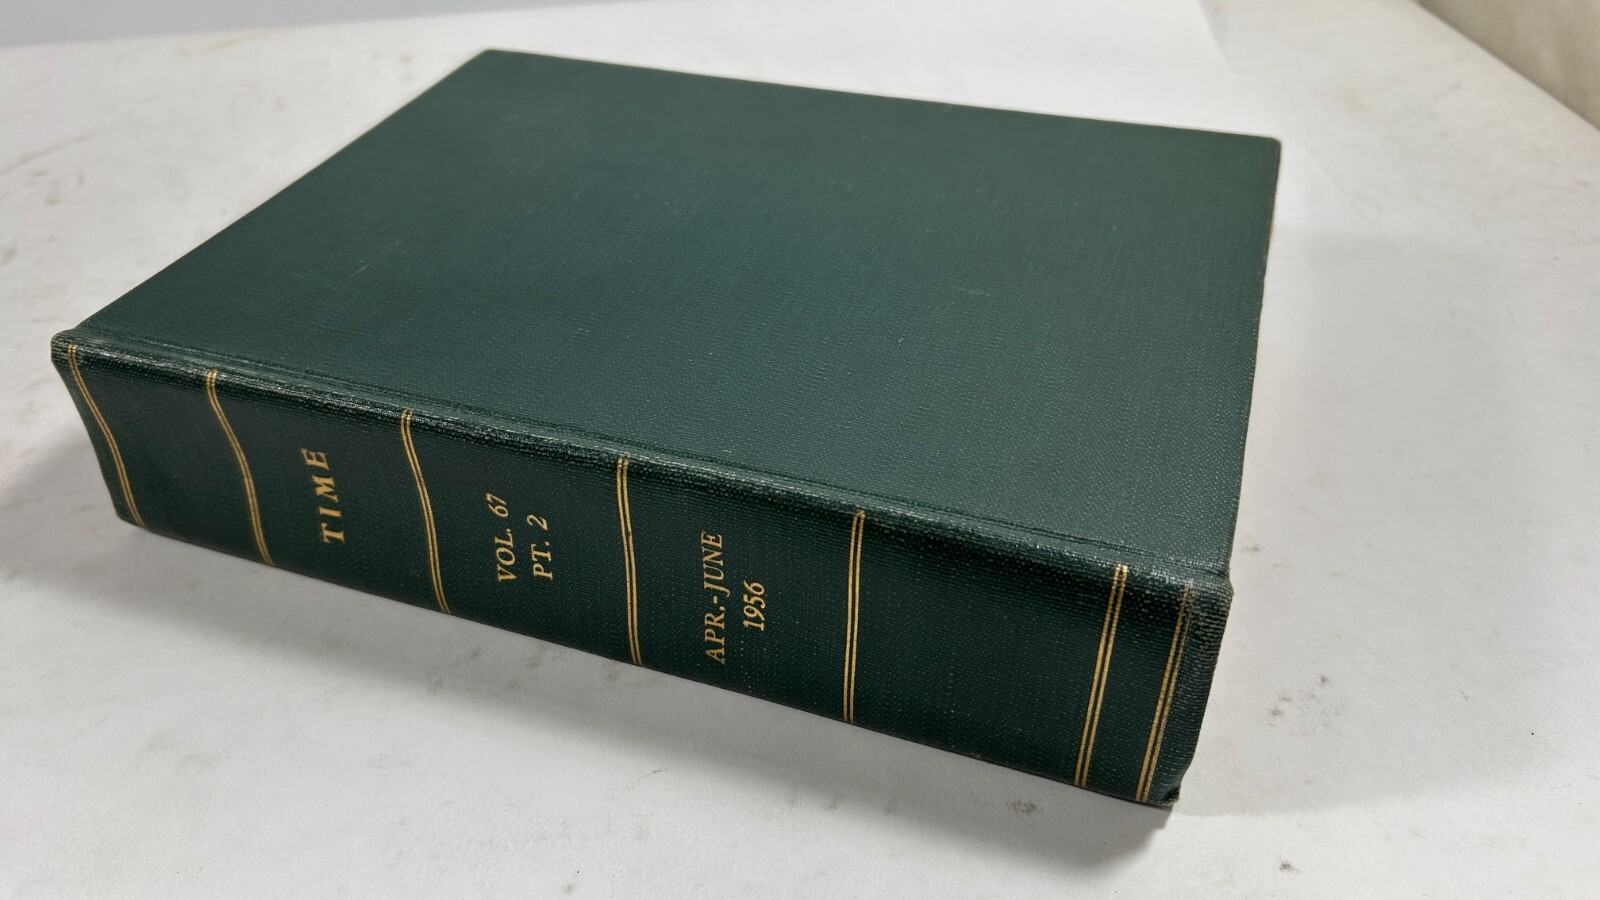 TIME
VOL. 67
PT. 2
APR.-JUNE
1956